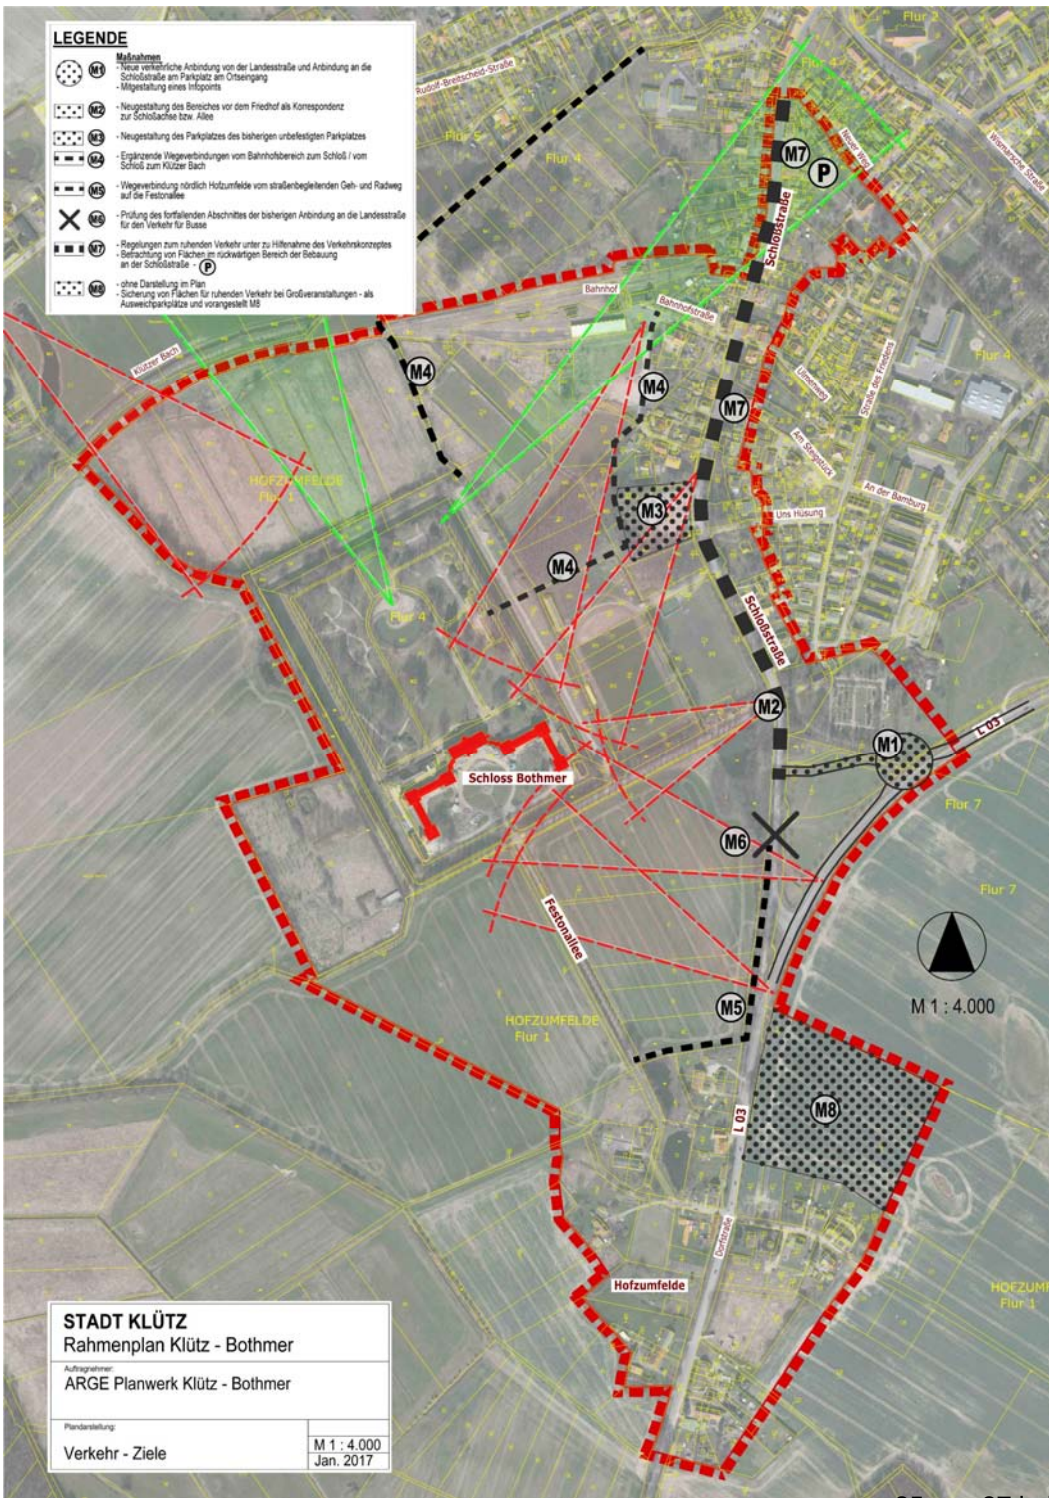 LEGENDE
Maßnahmen
M1 - Neue verkehrliche Anbindung von der Landesstraße und Anbindung an die
Schloßstraße am Parkplatz am Ortseingang
- Mitgestaltung eines Infopoints
M2 - Neugestaltung des Bereiches vor dem Friedhof als Korrespondenz
zur Schloßachse bzw. Allee
M3 - Neugestaltung des Parkplatzes des bisherigen unbefestigten Parkplatzes
M4 - Ergänzende Wegeverbindungen vom Bahnhofsbereich zum Schloß / vom
Schloß zum Klützer Bach
M5 - Wegeverbindung nördlich Hofzumfelde vom straßenbegleitenden Geh- und Radweg
auf die Festonallee
M6 - Prüfung des fortfallenden Abschnittes der bisherigen Anbindung an die Landesstraße
für den Verkehr für Busse
M7 - Regelungen zum ruhenden Verkehr unter zu Hilfenahme des Verkehrskonzeptes
- Betrachtung von Flächen im rückwärtigen Bereich der Bebauung
an der Schloßstraße - P
M8 - ohne Darstellung im Plan
- Sicherung von Flächen für ruhenden Verkehr bei Großveranstaltungen - als
Ausweichparkplätze und vorangestellt M8
Flur 2
Rudolf-Breitscheid-Straße
Flur 4
Flur 5
Flur 4
Neuer Weg
Wismarsche Straße
M7
P
Schloßstraße
Bahnhof
Bahnhofstraße
Klützer Bach
Flur 4
M4
M4
M7
Ulmenweg
Straße des Friedens
Am Steigstück
An der Bamburg
Uns Hüsung
HOFZUMFELDE
Flur 1
M3
M4
Flur 4
Schloßstraße
M2
M1
L 03
Schloss Bothmer
Flur 7
M6
Flur 7
Festonallee
M 1 : 4.000
M5
HOFZUMFELDE
Flur 1
M8
L 03
Dorfstraße
Hofzumfelde
HOFZUMF
Flur 1
STADT KLÜTZ
Rahmenplan Klütz - Bothmer
Auftragnehmer:
ARGE Planwerk Klütz - Bothmer
Plandarstellung:
Verkehr - Ziele
M 1 : 4.000
Jan. 2017